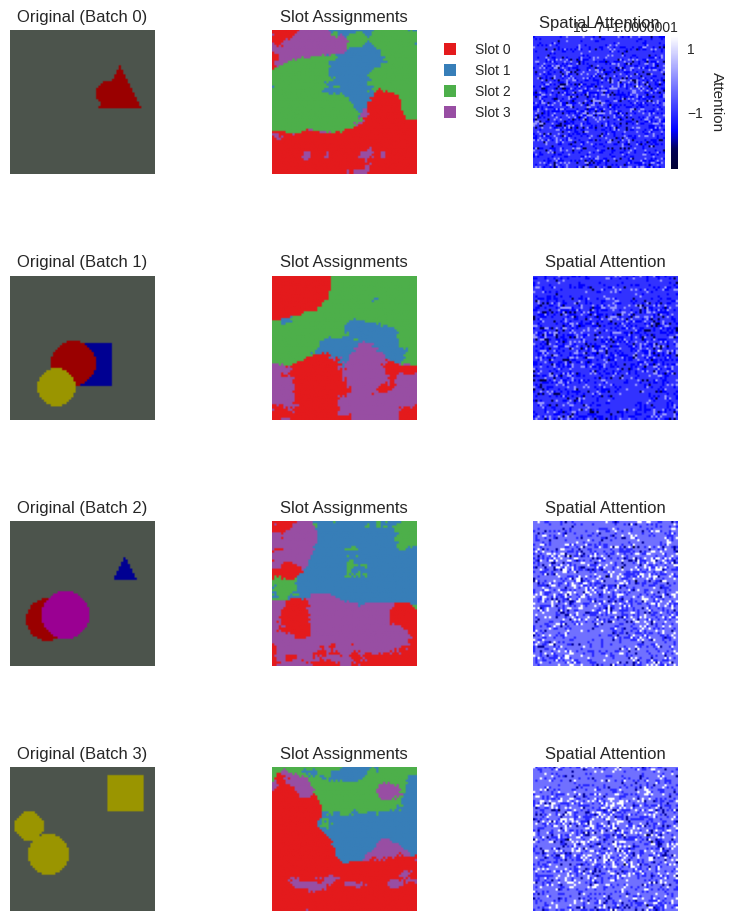 Original (Batch 0)
Slot Assignments
Slot 0
Slot 1
Slot 2
Slot 3
Spatial Attention
1e−7+1.0000001
1
−1
Attention
Original (Batch 1)
Slot Assignments
Spatial Attention
Original (Batch 2)
Slot Assignments
Spatial Attention
Original (Batch 3)
Slot Assignments
Spatial Attention